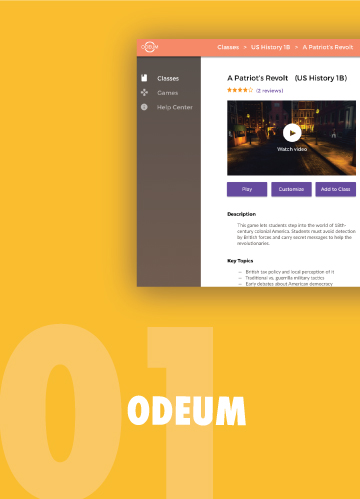 ODEUM
Classes > US History 1B > A Patriot's Revolt
Classes
Games
Help Center
A Patriot's Revolt (US History 1B)
(2 reviews)
Watch video
Play
Customize
Add to Class
Description
This game lets students step into the world of 18th-
century colonial America. Students must avoid detection
by British forces and carry secret messages to help the
revolutionaries.
Key Topics
— British tax policy and local perception of it
— Traditional vs. guerrilla military tactics
— Early debates about American democracy
01
ODEUM